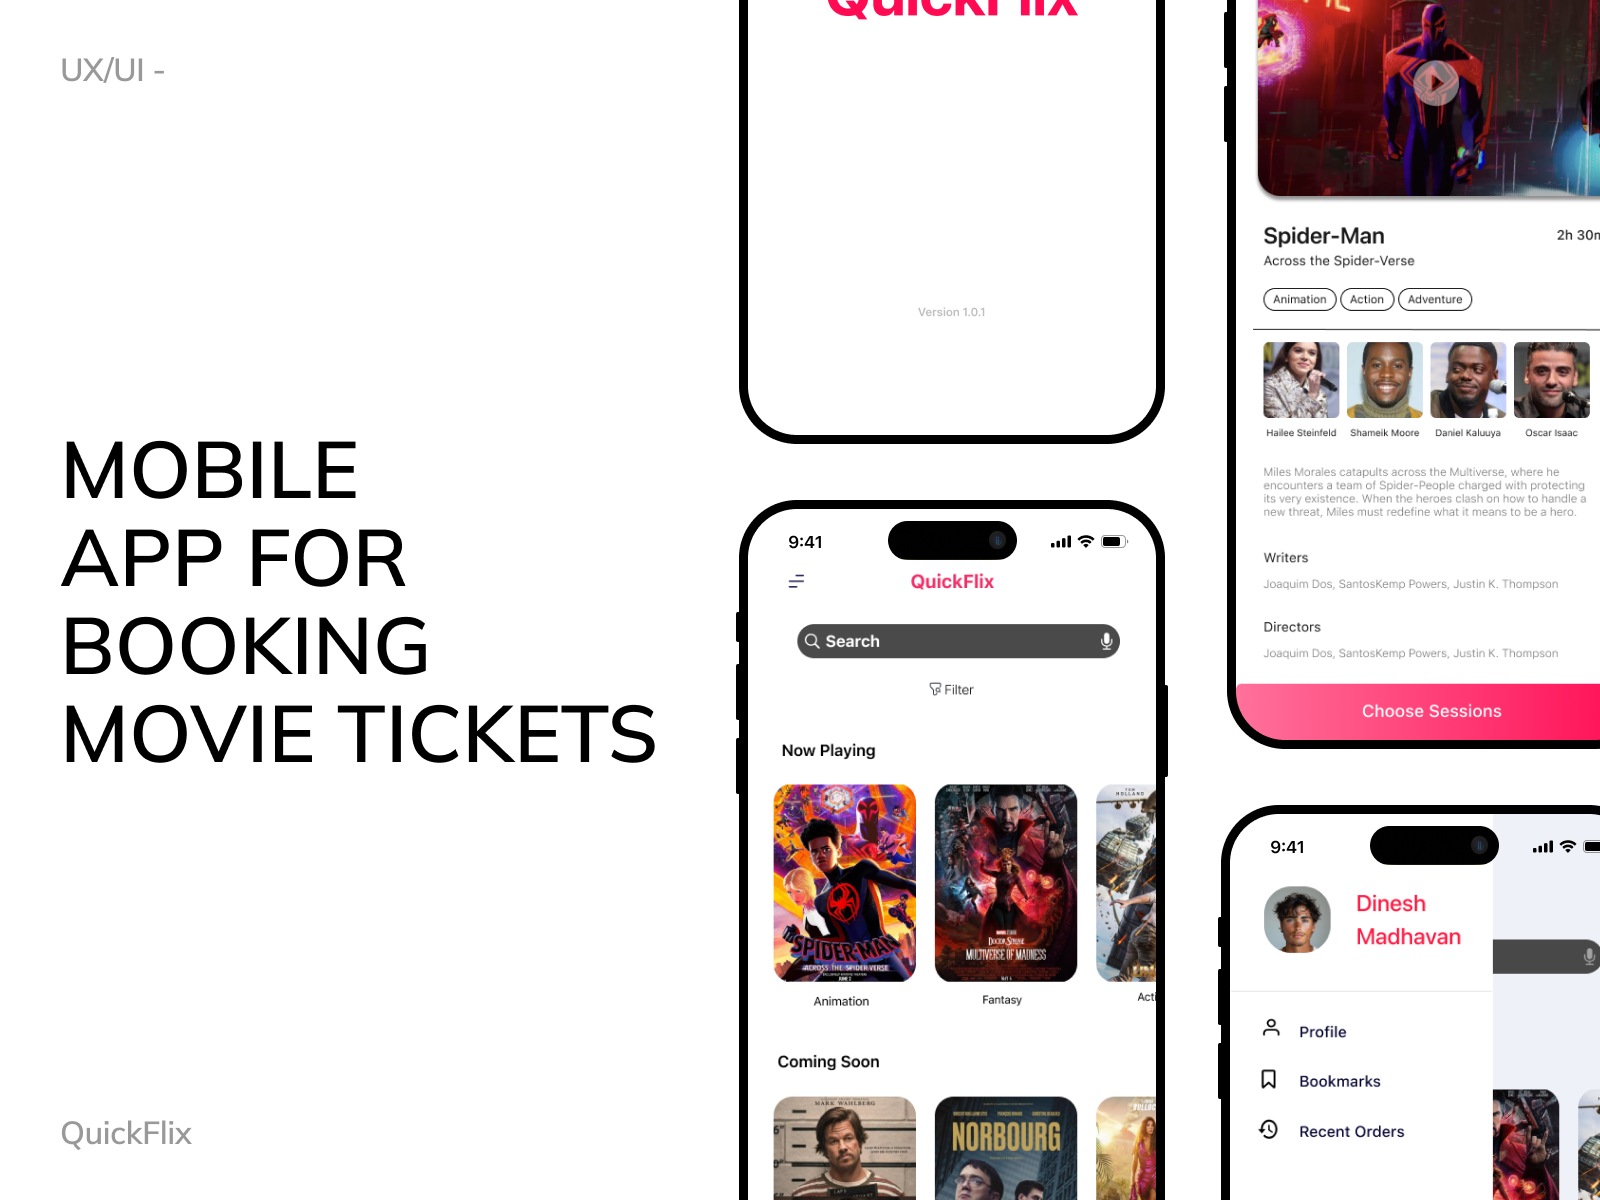 UX/UI -
MOBILE
APP FOR
BOOKING
MOVIE TICKETS
QuickFlix
QuickFlix
Version 1.0.1
9:41
QuickFlix
Search
Filter
Now Playing
SPIDER-MAN
ACROSS THE SPIDER-VERSE
JUNE 2
Animation
DOCTOR STRANGE
MULTIVERSE OF MADNESS
MAY 6
Fantasy
TOM
HOLLAND
Acti
Coming Soon
MARK WAHLBERG
NORBOURG
Spider-Man
2h 30m
Across the Spider-Verse
Animation
Action
Adventure
Hailee Steinfeld
Shameik Moore
Daniel Kaluuya
Oscar Isaac
Miles Morales catapults across the Multiverse, where he
encounters a team of Spider-People charged with protecting
its very existence. When the heroes clash on how to handle a
new threat, Miles must redefine what it means to be a hero.
Writers
Joaquim Dos, SantosKemp Powers, Justin K. Thompson
Directors
Joaquim Dos, SantosKemp Powers, Justin K. Thompson
Choose Sessions
9:41
Dinesh
Madhavan
Profile
Bookmarks
Recent Orders